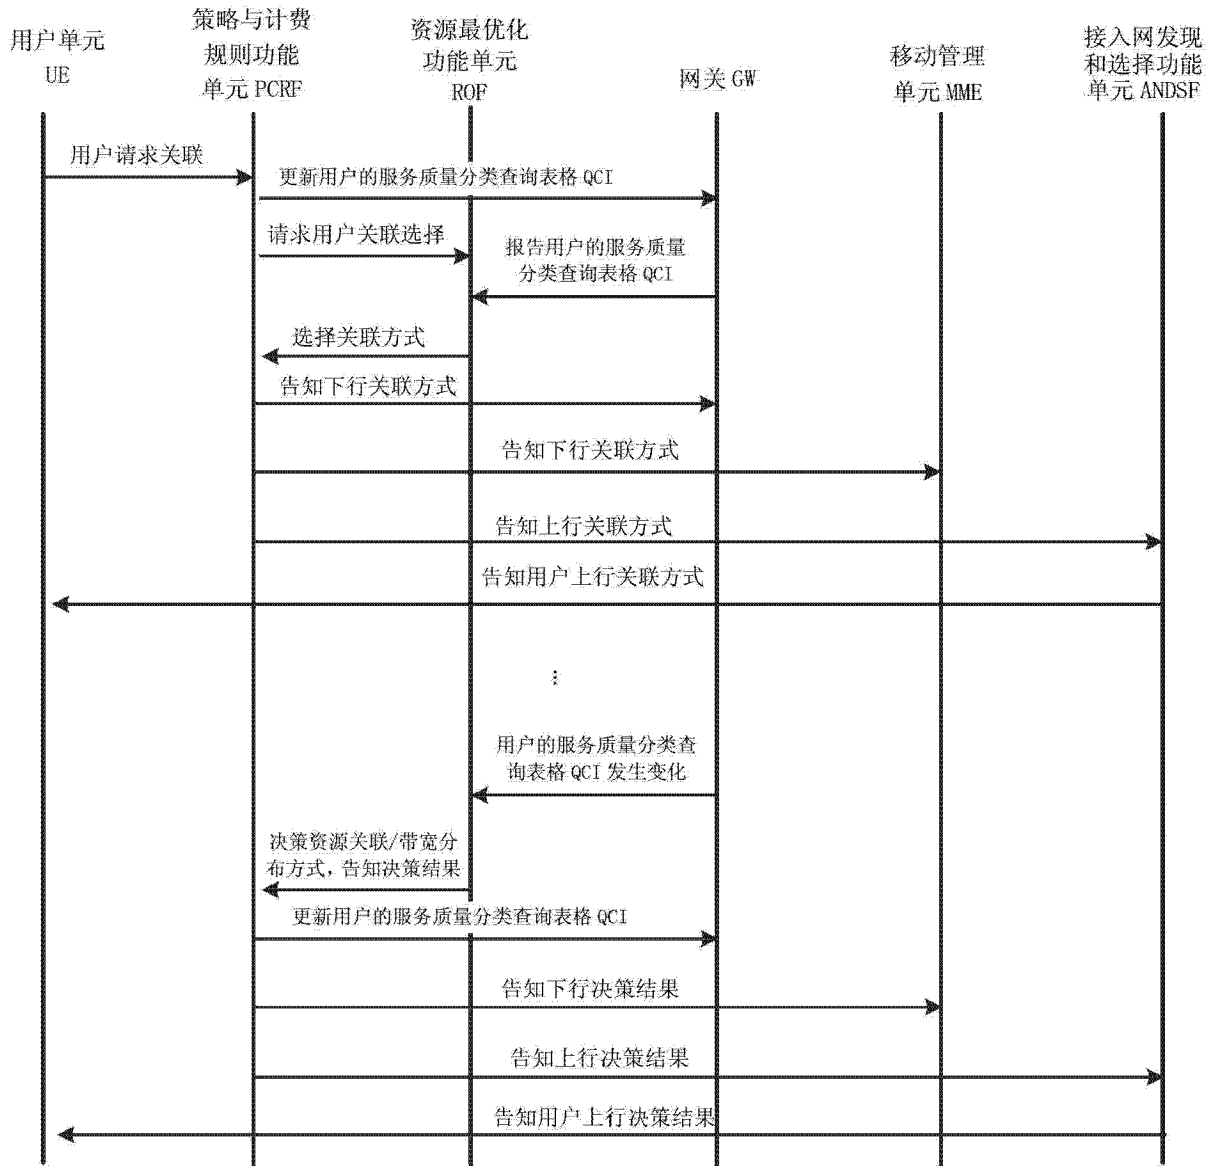 用户单元
UE
策略与计费
规则功能
单元 PCRF
资源最优化
功能单元
ROF
网关 GW
移动管理
单元 MME
接入网发现
和选择功能
单元 ANDSF
用户请求关联
更新用户的服务质量分类查询表格 QCI
请求用户关联选择
报告用户的服务质量
分类查询表格 QCI
选择关联方式
告知下行关联方式
告知下行关联方式
告知上行关联方式
告知用户上行关联方式
⋮
用户的服务质量分类查
询表格 QCI 发生变化
决策资源关联/带宽分
布方式，告知决策结果
更新用户的服务质量分类查询表格 QCI
告知下行决策结果
告知上行决策结果
告知用户上行决策结果